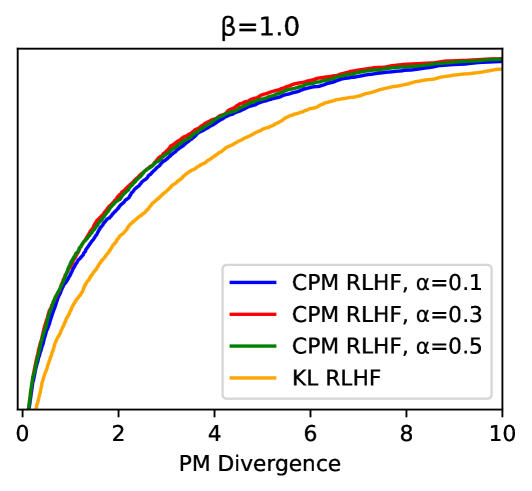 β=1.0
CPM RLHF, α=0.1
CPM RLHF, α=0.3
CPM RLHF, α=0.5
KL RLHF
0 2 4 6 8 10
PM Divergence